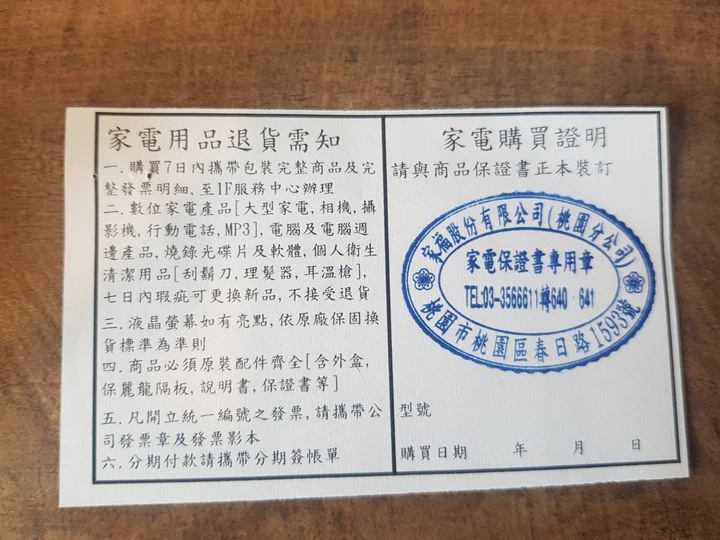 家電用品退貨需知
一. 購買7日內攜帶包裝完整商品及完
整發票明細、至1F服務中心辦理
二. 數位家電產品[大型家電, 相機, 攝
影機, 行動電話, MP3], 電腦及電腦週
邊產品, 燒錄光碟片及軟體, 個人衛生
清潔用品[刮鬍刀, 理髮器, 耳溫槍],
七日內瑕疵可更換新品, 不接受退貨
三. 液晶螢幕如有亮點, 依原廠保固換
貨標準為準則
四. 商品必須原裝配件齊全[含外盒,
保麗龍隔板, 說明書, 保證書等]
五. 凡開立統一編號之發票, 請攜帶公
司發票章及發票影本
六. 分期付款請攜帶分期簽帳單
家電購買證明
請與商品保證書正本裝訂
家福股份有限公司(桃園分公司)
家電保證書專用章
TEL:03-3566611轉640．641
桃園市桃園區春日路1593號
型號
購買日期 年 月 日